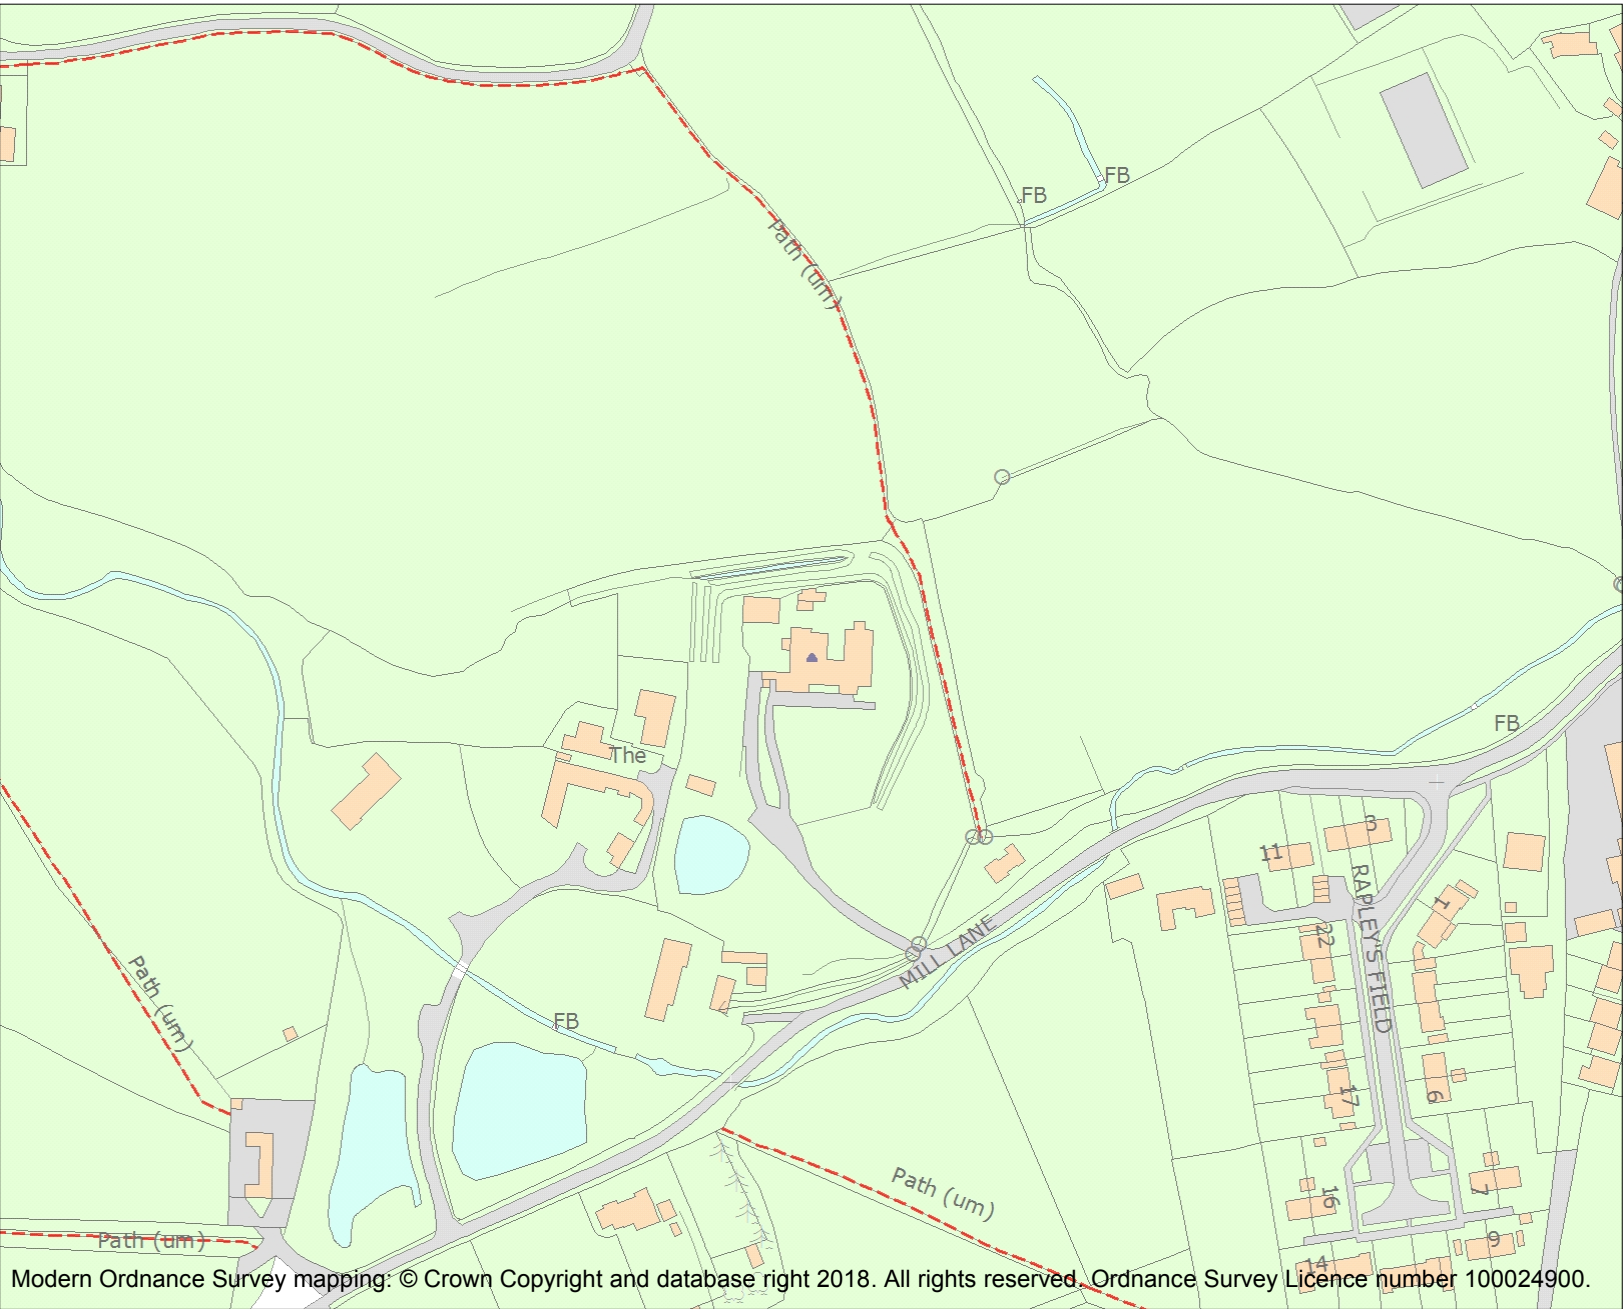 FB
FB
Path (um)
FB
The
3
11
1
RAPLEY'S FIELD
22
MILL LANE
Path (um)
FB
17
6
Path (um)
16
7
Path (um)
9
14
Modern Ordnance Survey mapping: © Crown Copyright and database right 2018. All rights reserved. Ordnance Survey Licence number 100024900.